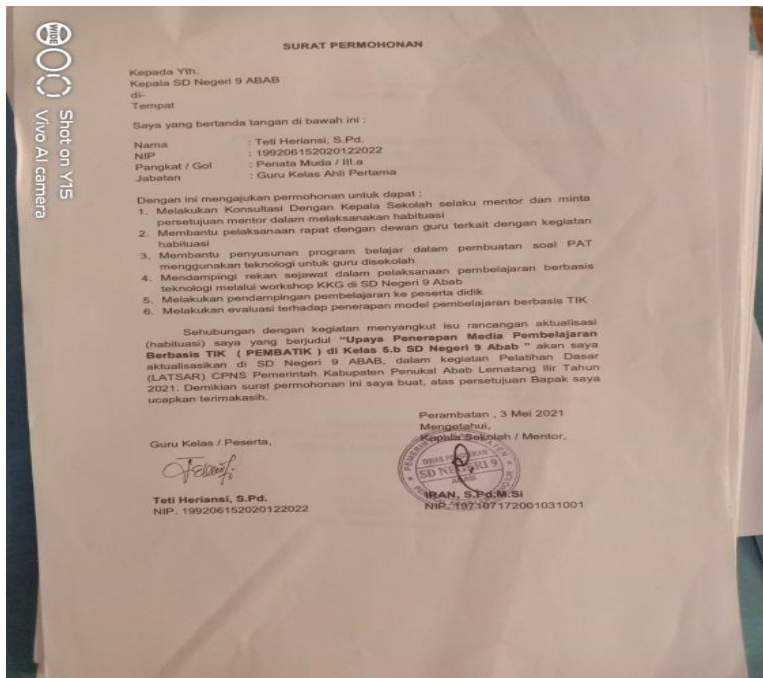 SURAT PERMOHONAN
Kepada Yth.
Kepala SD Negeri 9 ABAB
di-
Tempat
Saya yang bertanda tangan di bawah ini :
Nama : Teti Heriansi, S.Pd.
NIP : 199206152020122022
Pangkat / Gol : Penata Muda / III.a
Jabatan : Guru Kelas Ahli Pertama
Dengan ini mengajukan permohonan untuk dapat :
1. Melakukan Konsultasi Dengan Kepala Sekolah selaku mentor dan minta
persetujuan mentor dalam melaksanakan habituasi
2. Membantu pelaksanaan rapat dengan dewan guru terkait dengan kegiatan
habituasi
3. Membantu penyusunan program belajar dalam pembuatan soal PAT
menggunakan teknologi untuk guru disekolah
4. Mendampingi rekan sejawat dalam pelaksanaan pembelajaran berbasis
teknologi melalui workshop KKG di SD Negeri 9 Abab
5. Melakukan pendampingan pembelajaran ke peserta didik
6. Melakukan evaluasi terhadap penerapan model pembelajaran berbasis TIK
Sehubungan dengan kegiatan menyangkut isu rancangan aktualisasi
(habituasi) saya yang berjudul "Upaya Penerapan Media Pembelajaran
Berbasis TIK ( PEMBATIK ) di Kelas 5.b SD Negeri 9 Abab " akan saya
aktualisasikan di SD Negeri 9 ABAB, dalam kegiatan Pelatihan Dasar
(LATSAR) CPNS Pemerintah Kabupaten Penukal Abab Lematang Ilir Tahun
2021. Demikian surat permohonan ini saya buat, atas persetujuan Bapak saya
ucapkan terimakasih.
Perambatan , 3 Mei 2021
Mengetahui,
Kepala Sekolah / Mentor,
Guru Kelas / Peserta,
DINAS PENDIDIKAN
SD NEGERI 9
ABAB
Teti Heriansi, S.Pd.
NIP. 199206152020122022
IRAN, S.Pd.M.Si
NIP. 197107172001031001
WIDE
Shot on Y15
Vivo AI camera